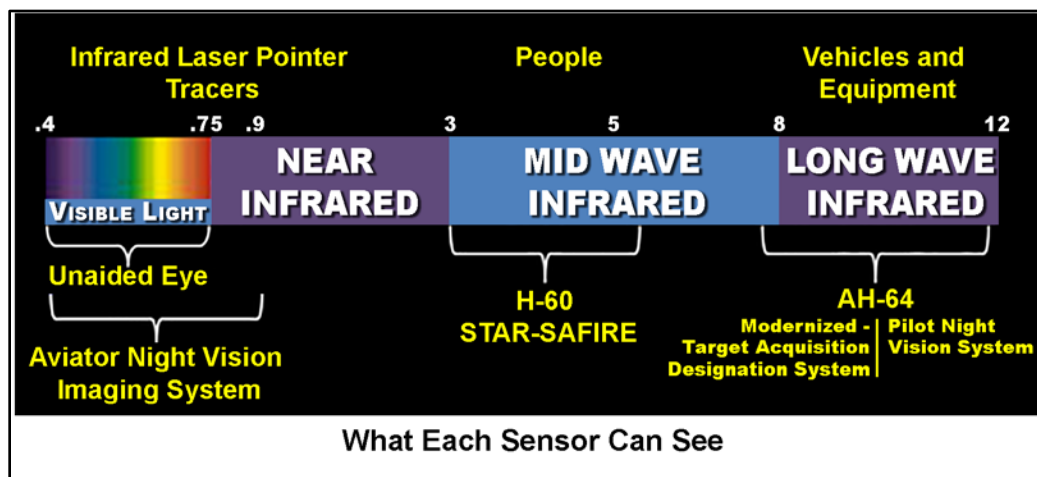 Infrared Laser Pointer
Tracers
People
Vehicles and
Equipment
.4 .75 .9 3 5 8 12
VISIBLE LIGHT
NEAR
INFRARED
MID WAVE
INFRARED
LONG WAVE
INFRARED
Unaided Eye
Aviator Night Vision
Imaging System
H-60
STAR-SAFIRE
AH-64
Modernized -
Target Acquisition
Designation System
Pilot Night
Vision System
What Each Sensor Can See